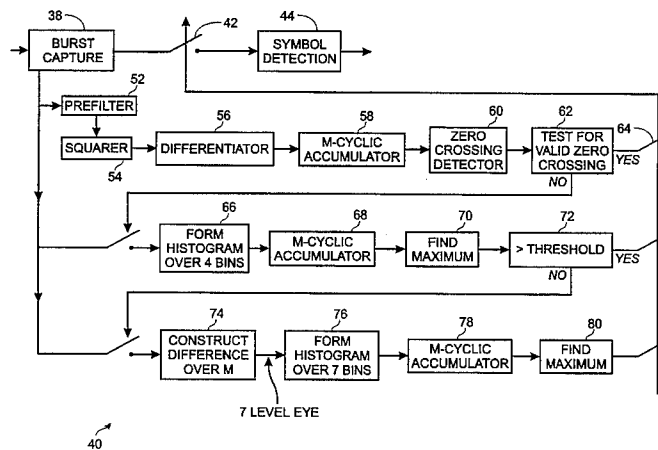 38
42
44
BURST
CAPTURE
SYMBOL
DETECTION
52
PREFILTER
56
58
60
62
64
SQUARER
54
DIFFERENTIATOR
M-CYCLIC
ACCUMULATOR
ZERO
CROSSING
DETECTOR
TEST FOR
VALID ZERO
CROSSING
YES
NO
66
68
70
72
FORM
HISTOGRAM
OVER 4 BINS
M-CYCLIC
ACCUMULATOR
FIND
MAXIMUM
> THRESHOLD
YES
NO
74
76
78
80
CONSTRUCT
DIFFERENCE
OVER M
FORM
HISTOGRAM
OVER 7 BINS
M-CYCLIC
ACCUMULATOR
FIND
MAXIMUM
7 LEVEL EYE
40